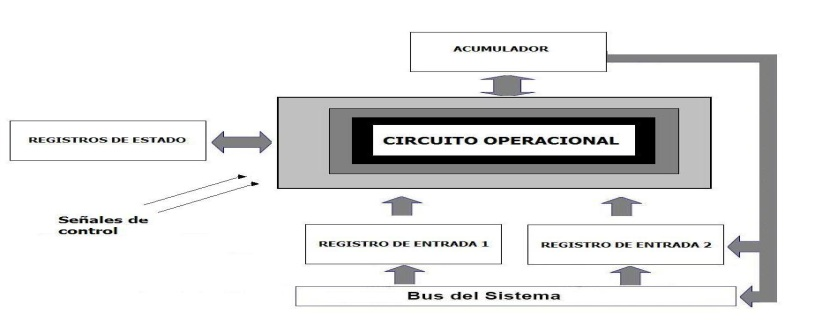 ACUMULADOR
REGISTROS DE ESTADO
CIRCUITO OPERACIONAL
Señales de
control
REGISTRO DE ENTRADA 1
REGISTRO DE ENTRADA 2
Bus del Sistema